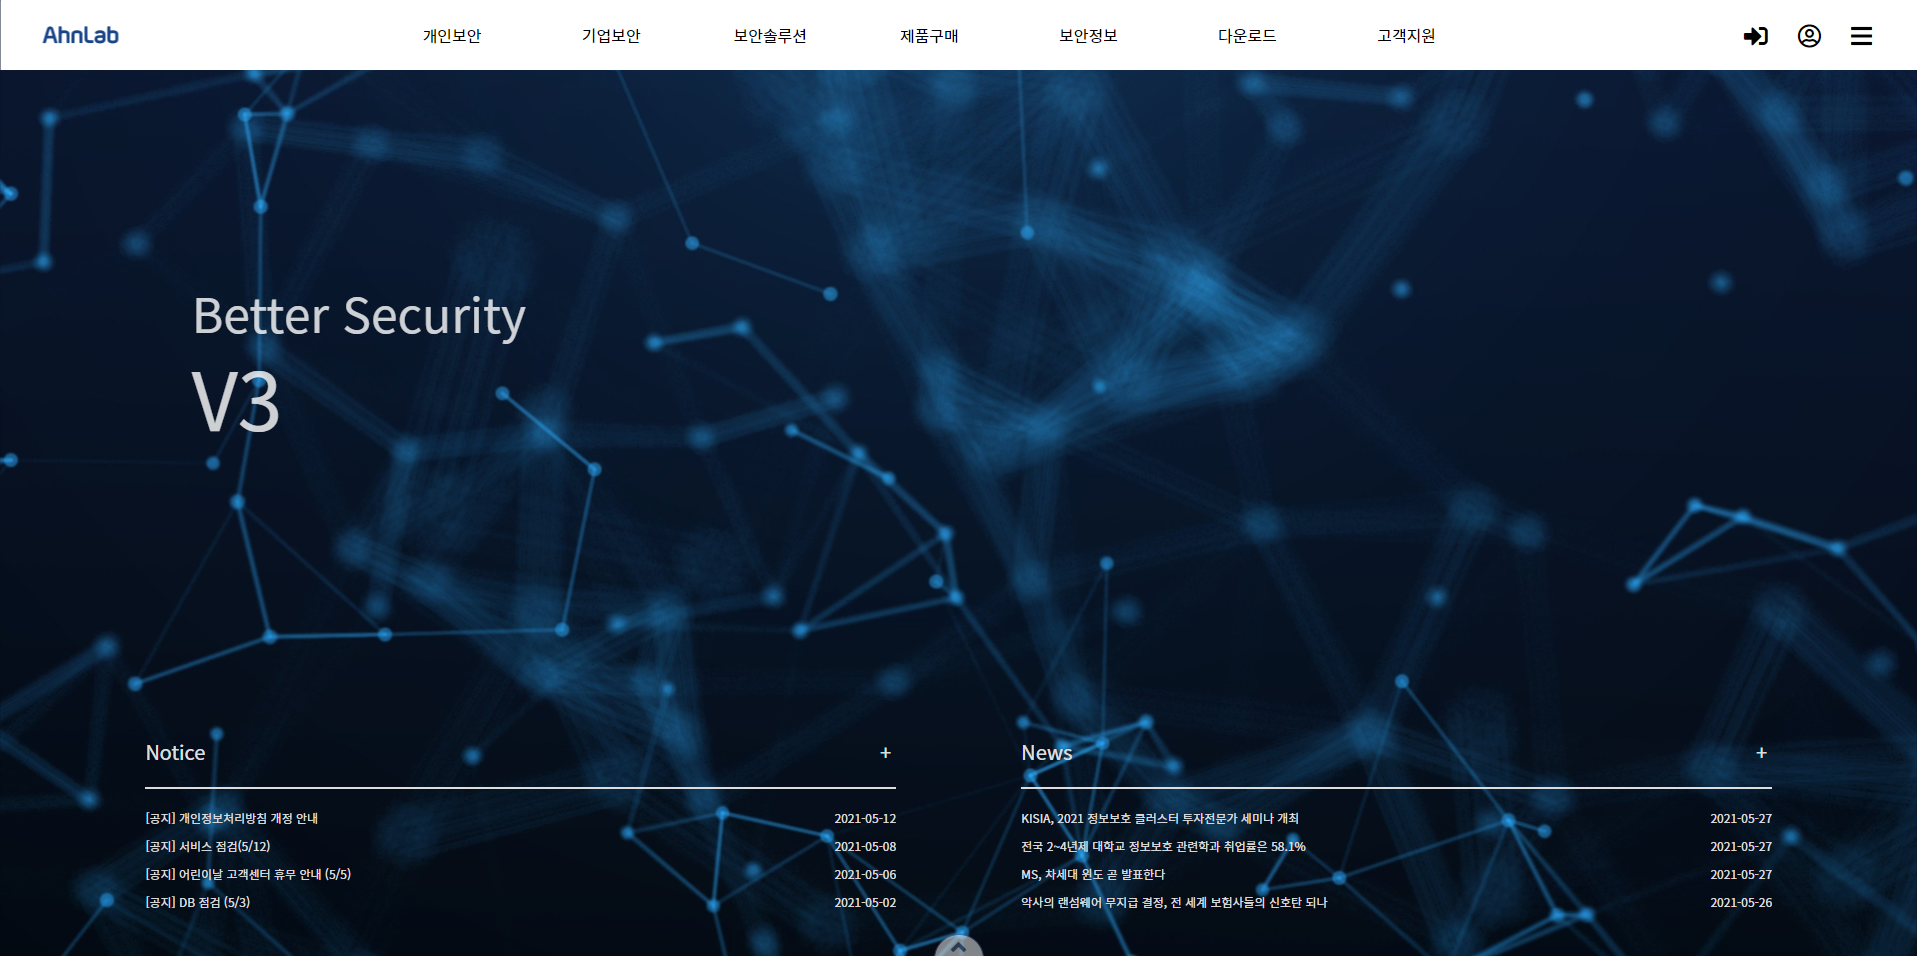 AhnLab
개인보안 기업보안 보안솔루션 제품구매 보안정보 다운로드 고객지원
Better Security
V3
Notice +
[공지] 개인정보처리방침 개정 안내 2021-05-12
[공지] 서비스 점검(5/12) 2021-05-08
[공지] 어린이날 고객센터 휴무 안내 (5/5) 2021-05-06
[공지] DB 점검 (5/3) 2021-05-02
News +
KISIA, 2021 정보보호 클러스터 투자전문가 세미나 개최 2021-05-27
전국 2~4년제 대학교 정보보호 관련학과 취업률은 58.1% 2021-05-27
MS, 차세대 윈도 곧 발표한다 2021-05-27
악사의 랜섬웨어 무지급 결정, 전 세계 보험사들의 신호탄 되나 2021-05-26